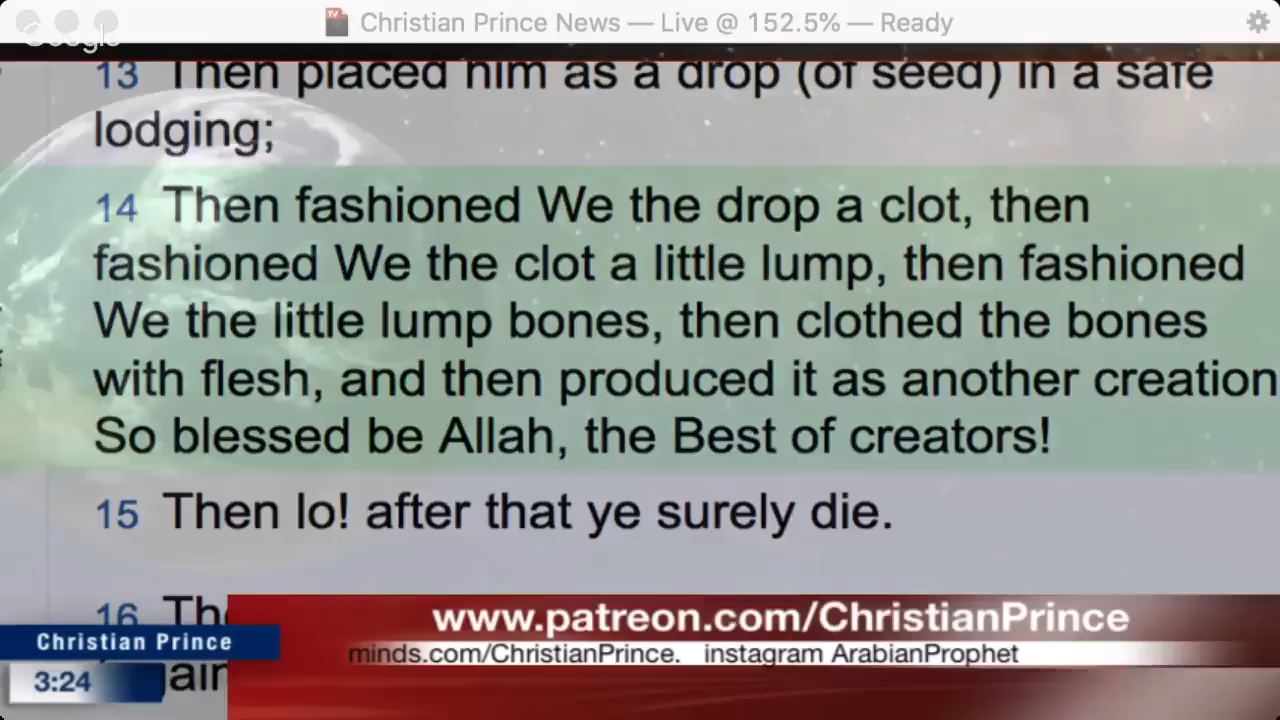 Christian Prince News — Live @ 152.5% — Ready
Google
13 Then placed him as a drop (of seed) in a safe
lodging;
14 Then fashioned We the drop a clot, then
fashioned We the clot a little lump, then fashioned
We the little lump bones, then clothed the bones
with flesh, and then produced it as another creation
So blessed be Allah, the Best of creators!
15 Then lo! after that ye surely die.
16
www.patreon.com/ChristianPrince
Christian Prince
minds.com/ChristianPrince. instagram ArabianProphet
3:24